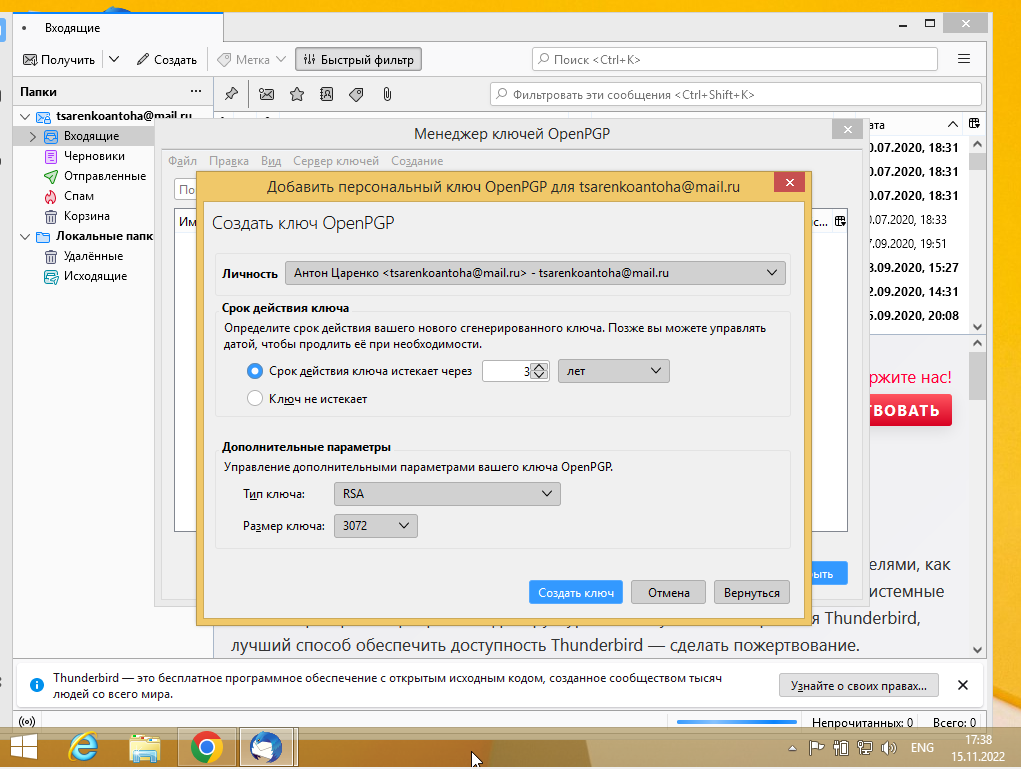 Входящие
Получить
Создать
Метка
Быстрый фильтр
Поиск <Ctrl+K>
Папки
Фильтровать эти сообщения <Ctrl+Shift+K>
tsarenkoantoha@mail.ru
Входящие
Черновики
Отправленные
Спам
Корзина
Локальные папк
Удалённые
Исходящие
Менеджер ключей OpenPGP
Файл Правка Вид Сервер ключей Создание
По
Им
ата
0.07.2020, 18:31
0.07.2020, 18:31
0.07.2020, 18:31
0.07.2020, 18:33
7.09.2020, 19:51
8.09.2020, 15:27
2.09.2020, 14:31
5.09.2020, 20:08
с...
Добавить персональный ключ OpenPGP для tsarenkoantoha@mail.ru
Создать ключ OpenPGP
Личность
Антон Царенко <tsarenkoantoha@mail.ru> - tsarenkoantoha@mail.ru
Срок действия ключа
Определите срок действия вашего нового сгенерированного ключа. Позже вы можете управлять
датой, чтобы продлить её при необходимости.
Срок действия ключа истекает через 3 лет
Ключ не истекает
Дополнительные параметры
Управление дополнительными параметрами вашего ключа OpenPGP.
Тип ключа: RSA
Размер ключа: 3072
Создать ключ
Отмена
Вернуться
ржите нас!
ТВОВАТЬ
ыть
елями, как
истемные
я Thunderbird,
лучший способ обеспечить доступность Thunderbird — сделать пожертвование.
Thunderbird — это бесплатное программное обеспечение с открытым исходным кодом, созданное сообществом тысяч
людей со всего мира.
Узнайте о своих правах...
Непрочитанных: 0
Всего: 0
ENG
17:38
15.11.2022